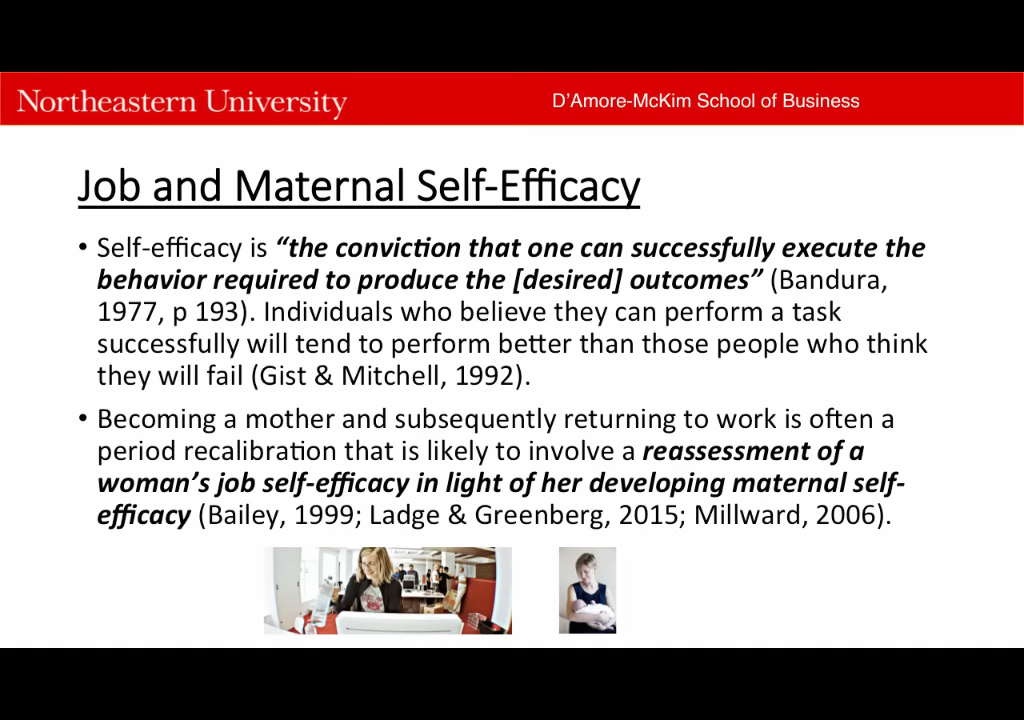 Northeastern University
D'Amore-McKim School of Business
Job and Maternal Self-Efficacy
• Self-efficacy is “the conviction that one can successfully execute the
behavior required to produce the [desired] outcomes” (Bandura,
1977, p 193). Individuals who believe they can perform a task
successfully will tend to perform better than those people who think
they will fail (Gist & Mitchell, 1992).
• Becoming a mother and subsequently returning to work is often a
period recalibration that is likely to involve a reassessment of a
woman’s job self-efficacy in light of her developing maternal self-
efficacy (Bailey, 1999; Ladge & Greenberg, 2015; Millward, 2006).